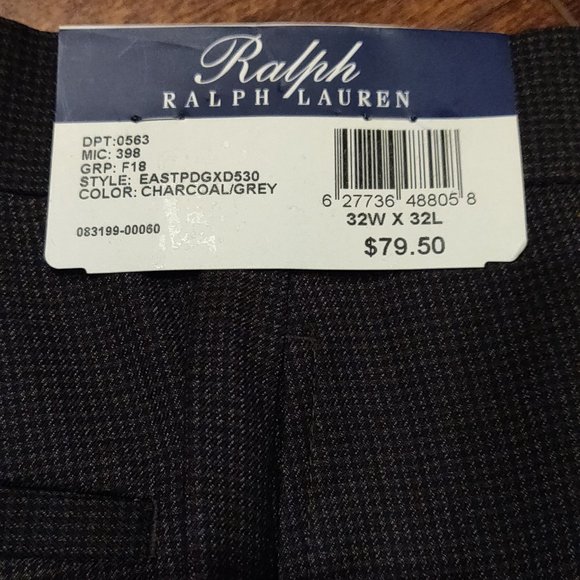 Ralph
RALPH LAUREN
DPT:0563
MIC: 398
GRP: F18
STYLE: EASTPDGXD530
COLOR: CHARCOAL/GREY
083199-00060
6 27736 48805 8
32W X 32L
$79.50